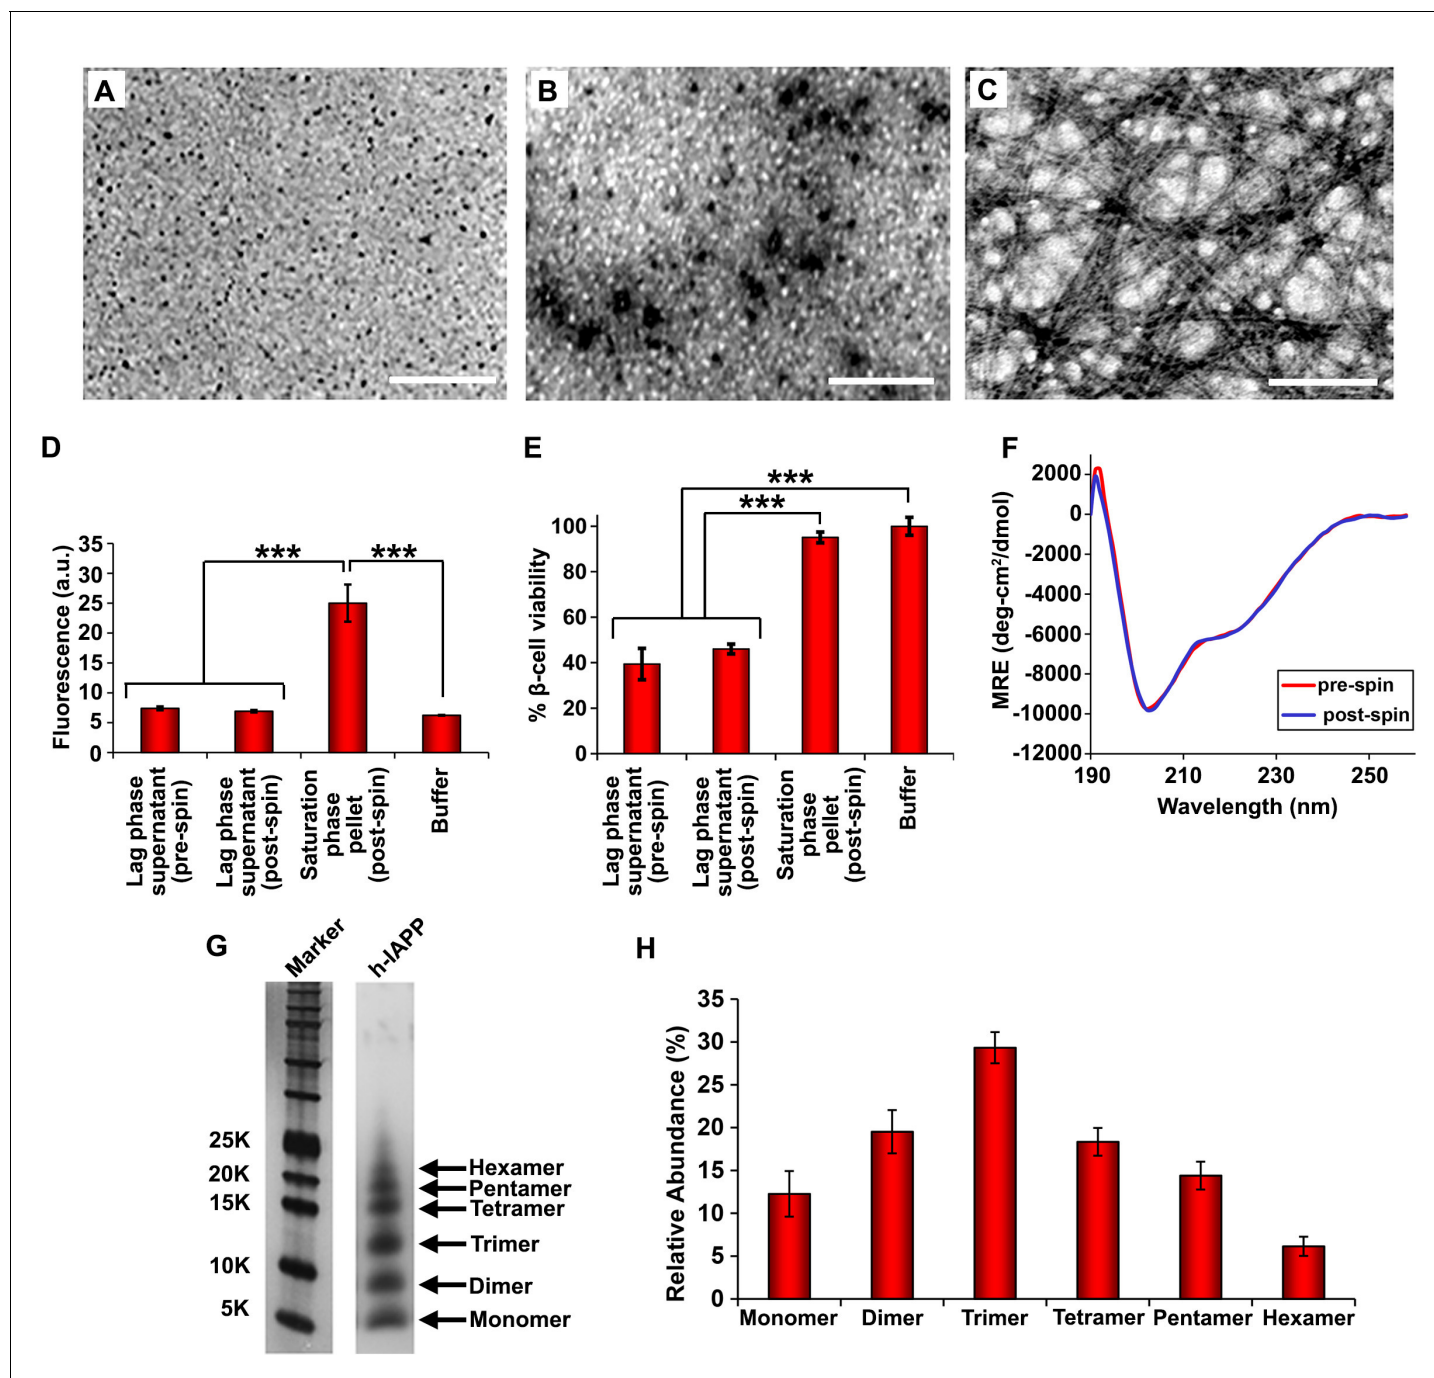 A
B
C
D
Fluorescence (a.u.)
35
30
25
20
15
10
5
0
***
***
Lag phase
supernatant
(pre-spin)
Lag phase
supernatant
(post-spin)
Saturation
phase
pellet
(post-spin)
Buffer
E
% β-cell viability
100
80
60
40
20
0
***
***
Lag phase
supernatant
(pre-spin)
Lag phase
supernatant
(post-spin)
Saturation
phase
pellet
(post-spin)
Buffer
F
MRE (deg-cm²/dmol)
2000
0
-2000
-4000
-6000
-8000
-10000
-12000
pre-spin
post-spin
190
210
230
250
Wavelength (nm)
G
Marker
h-IAPP
25K
20K
15K
10K
5K
Hexamer
Pentamer
Tetramer
Trimer
Dimer
Monomer
H
Relative Abundance (%)
35
30
25
20
15
10
5
0
Monomer
Dimer
Trimer
Tetramer
Pentamer
Hexamer